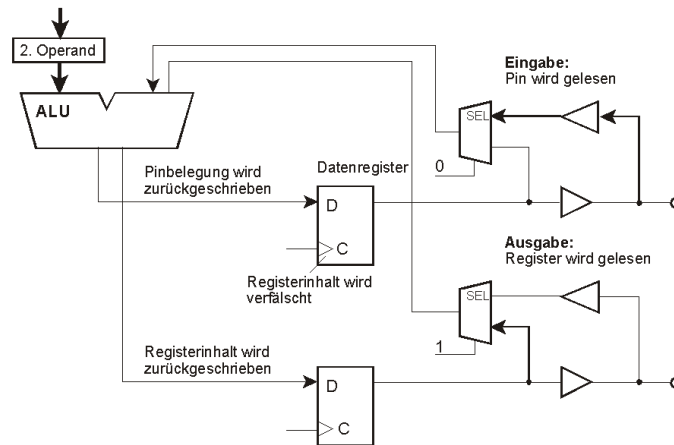 2. Operand
ALU
Eingabe:
Pin wird gelesen
SEL
0
Pinbelegung wird
zurückgeschrieben
Datenregister
D
C
Registerinhalt wird
verfälscht
Ausgabe:
Register wird gelesen
SEL
1
Registerinhalt wird
zurückgeschrieben
D
C